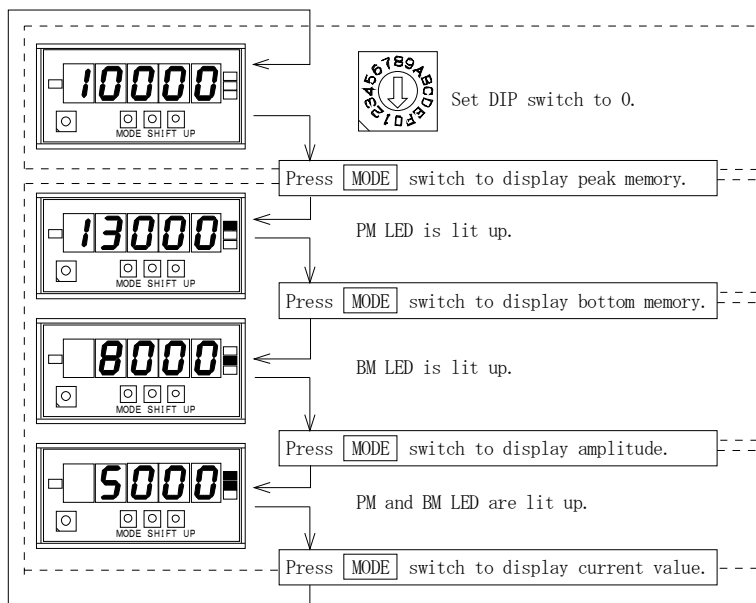 10000
MODE SHIFT UP
0123456789ABCDEF
Set DIP switch to 0.
Press MODE switch to display peak memory.
13000
MODE SHIFT UP
PM LED is lit up.
Press MODE switch to display bottom memory.
8000
MODE SHIFT UP
BM LED is lit up.
Press MODE switch to display amplitude.
5000
MODE SHIFT UP
PM and BM LED are lit up.
Press MODE switch to display current value.